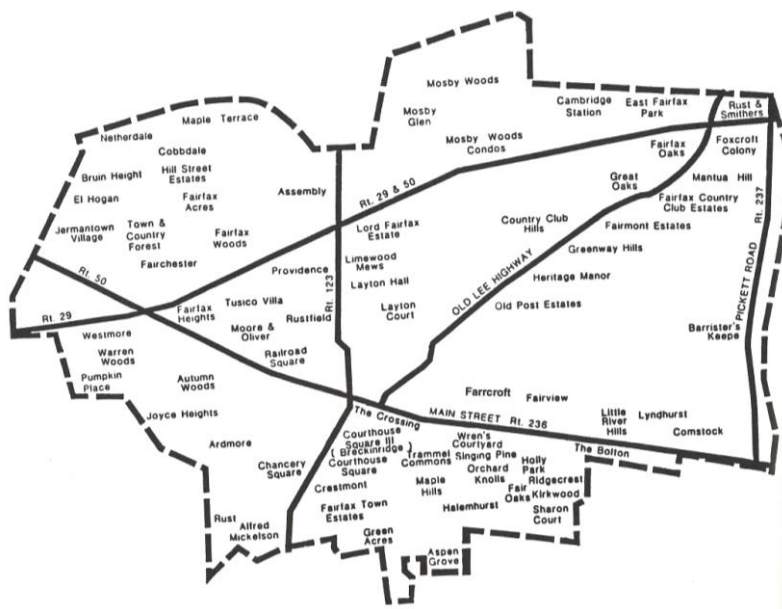 Mosby Woods
Cambridge
Station
East Fairfax
Park
Rust &
Smithers
Mosby
Glen
Maple Terrace
Netherdale
Mosby Woods
Condos
Fairfax
Oaks
Foxcroft
Colony
Cobbdale
Bruin Height
Hill Street
Estates
Great
Oaks
Mantua Hill
El Hogan
Fairfax
Acres
Assembly
Rt. 29 & 50
Fairfax Country
Club Estates
Rt. 237
Jermantown
Village
Town &
Country
Forest
Fairfax
Woods
Lord Fairfax
Estate
Country Club
Hills
Fairmont Estates
Fairchester
Providence
Limewood
Mews
Greenway Hills
Rt. 50
Rt. 123
Layton Hall
OLD LEE HIGHWAY
Heritage Manor
PICKETT ROAD
Rt. 29
Fairfax
Heights
Tusico Villa
Rustfield
Layton
Court
Old Post Estates
Westmore
Moore &
Oliver
Barrister's
Keepe
Warren
Woods
Railroad
Square
Pumpkin
Place
Autumn
Woods
Farrcroft
Fairview
Joyce Heights
The Crossing
MAIN STREET Rt. 236
Little
River
Hills
Lyndhurst
Comstock
Ardmore
Courthouse
Square III
( Breckinridge )
Courthouse
Square
Trammel
Commons
Wren's
Courtyard
Singing Pine
The Bolton
Chancery
Square
Orchard
Knolls
Holly
Park
Ridgecrest
Crestmont
Maple
Hills
Fair
Oaks
Kirkwood
Fairfax Town
Estates
Halemhurst
Sharon
Court
Rust
Alfred
Mickelson
Green
Acres
Aspen
Grove